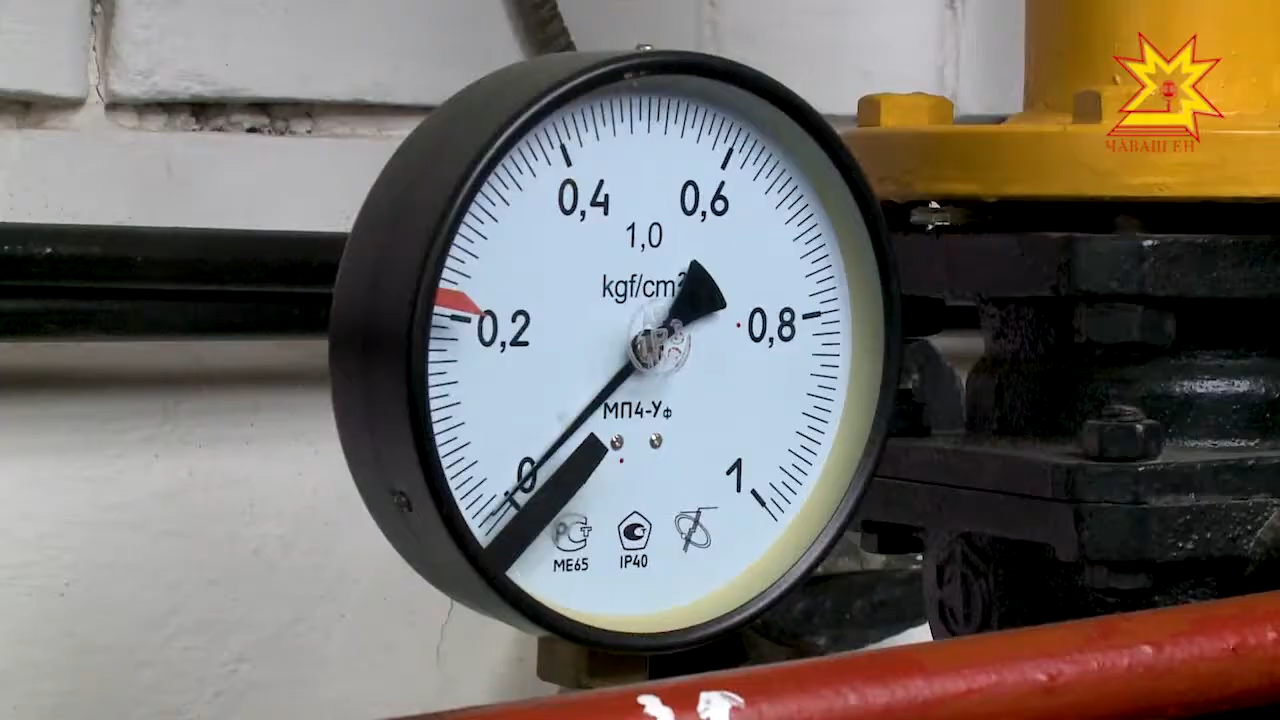 ЧӐВАШ ЕН
0,4 0,6
1,0
kgf/cm²
0,2 0,8
МП4-Уф
0 1
МЕ65 IP40